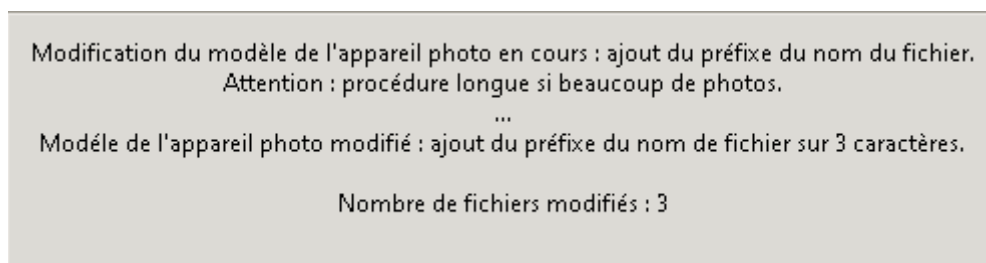 Modification du modèle de l'appareil photo en cours : ajout du préfixe du nom du fichier.
Attention : procédure longue si beaucoup de photos.
...
Modéle de l'appareil photo modifié : ajout du préfixe du nom de fichier sur 3 caractères.
Nombre de fichiers modifiés : 3